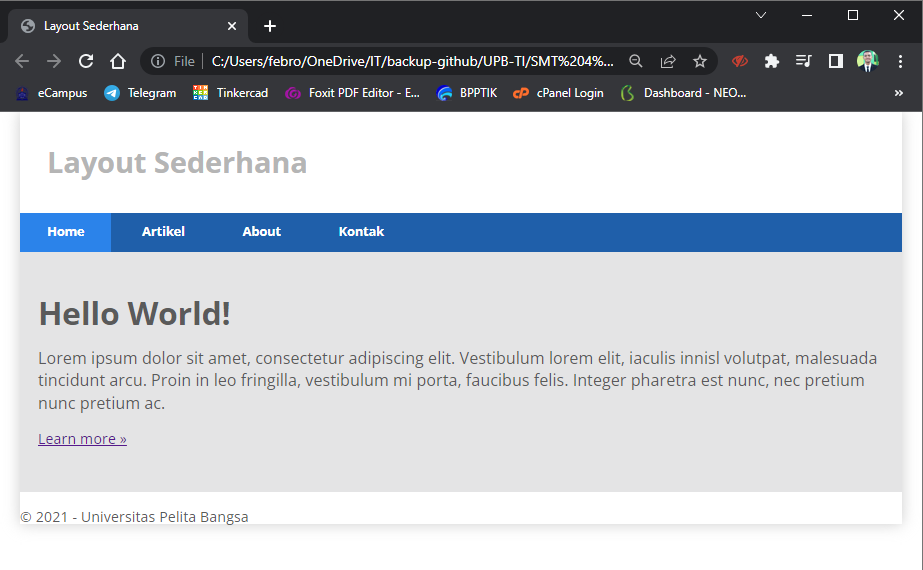 Layout Sederhana
File C:/Users/febro/OneDrive/IT/backup-github/UPB-TI/SMT%204%...
eCampus Telegram Tinkercad Foxit PDF Editor - E... BPPTIK cPanel Login Dashboard - NEO... »
Layout Sederhana
Home Artikel About Kontak
Hello World!
Lorem ipsum dolor sit amet, consectetur adipiscing elit. Vestibulum lorem elit, iaculis innisl volutpat, malesuada
tincidunt arcu. Proin in leo fringilla, vestibulum mi porta, faucibus felis. Integer pharetra est nunc, nec pretium
nunc pretium ac.
Learn more »
© 2021 - Universitas Pelita Bangsa